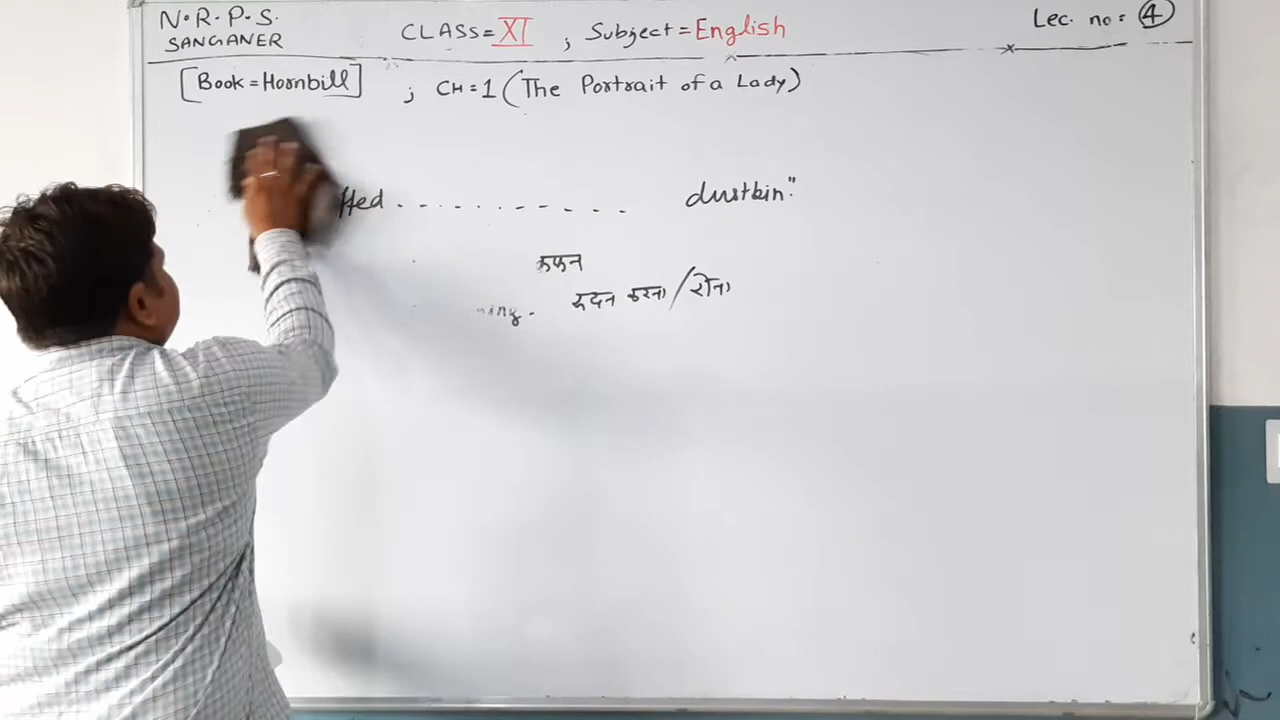 N.R.P.S. CLASS=XI ; Subject=English Lec. no: 4
SANGANER
[Book=Hornbill] ; CH=1 (The Portrait of a Lady)
dustbin."
कफन
रुदन करना/रोना